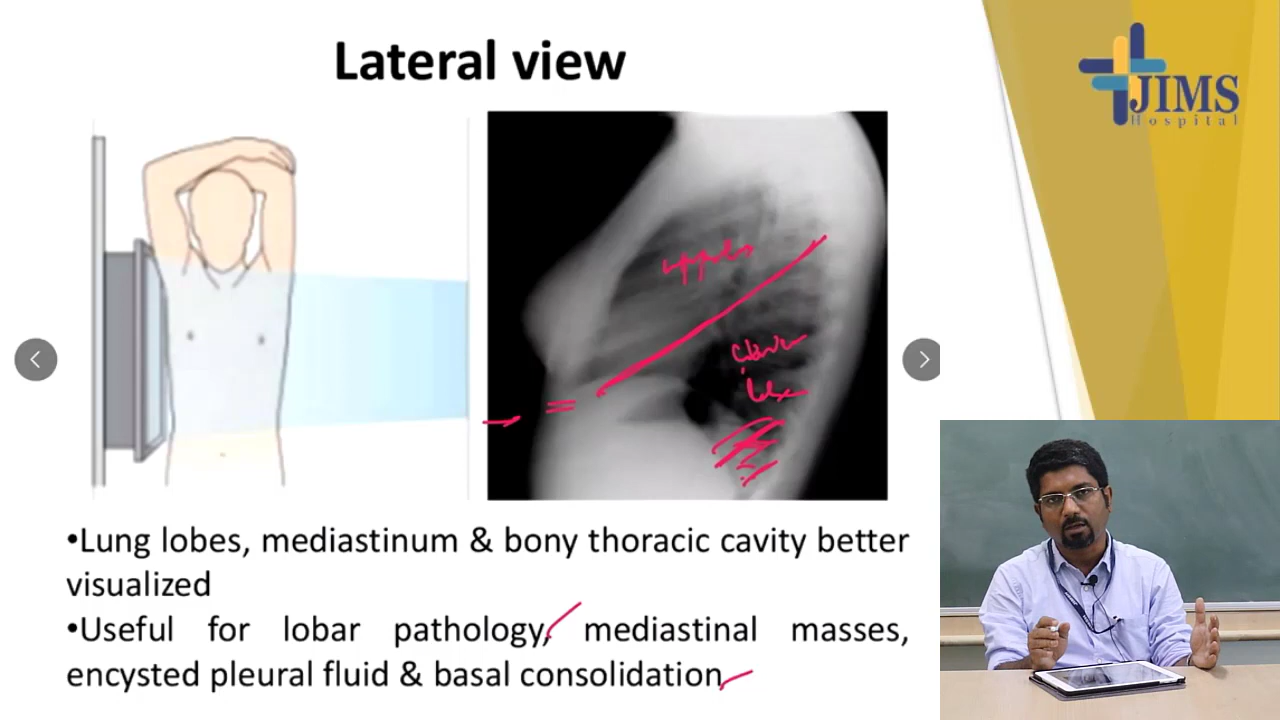 Lateral view
JIMS
Hospital
upper
•Lung lobes, mediastinum & bony thoracic cavity better
visualized
•Useful for lobar pathology, mediastinal masses,
encysted pleural fluid & basal consolidation